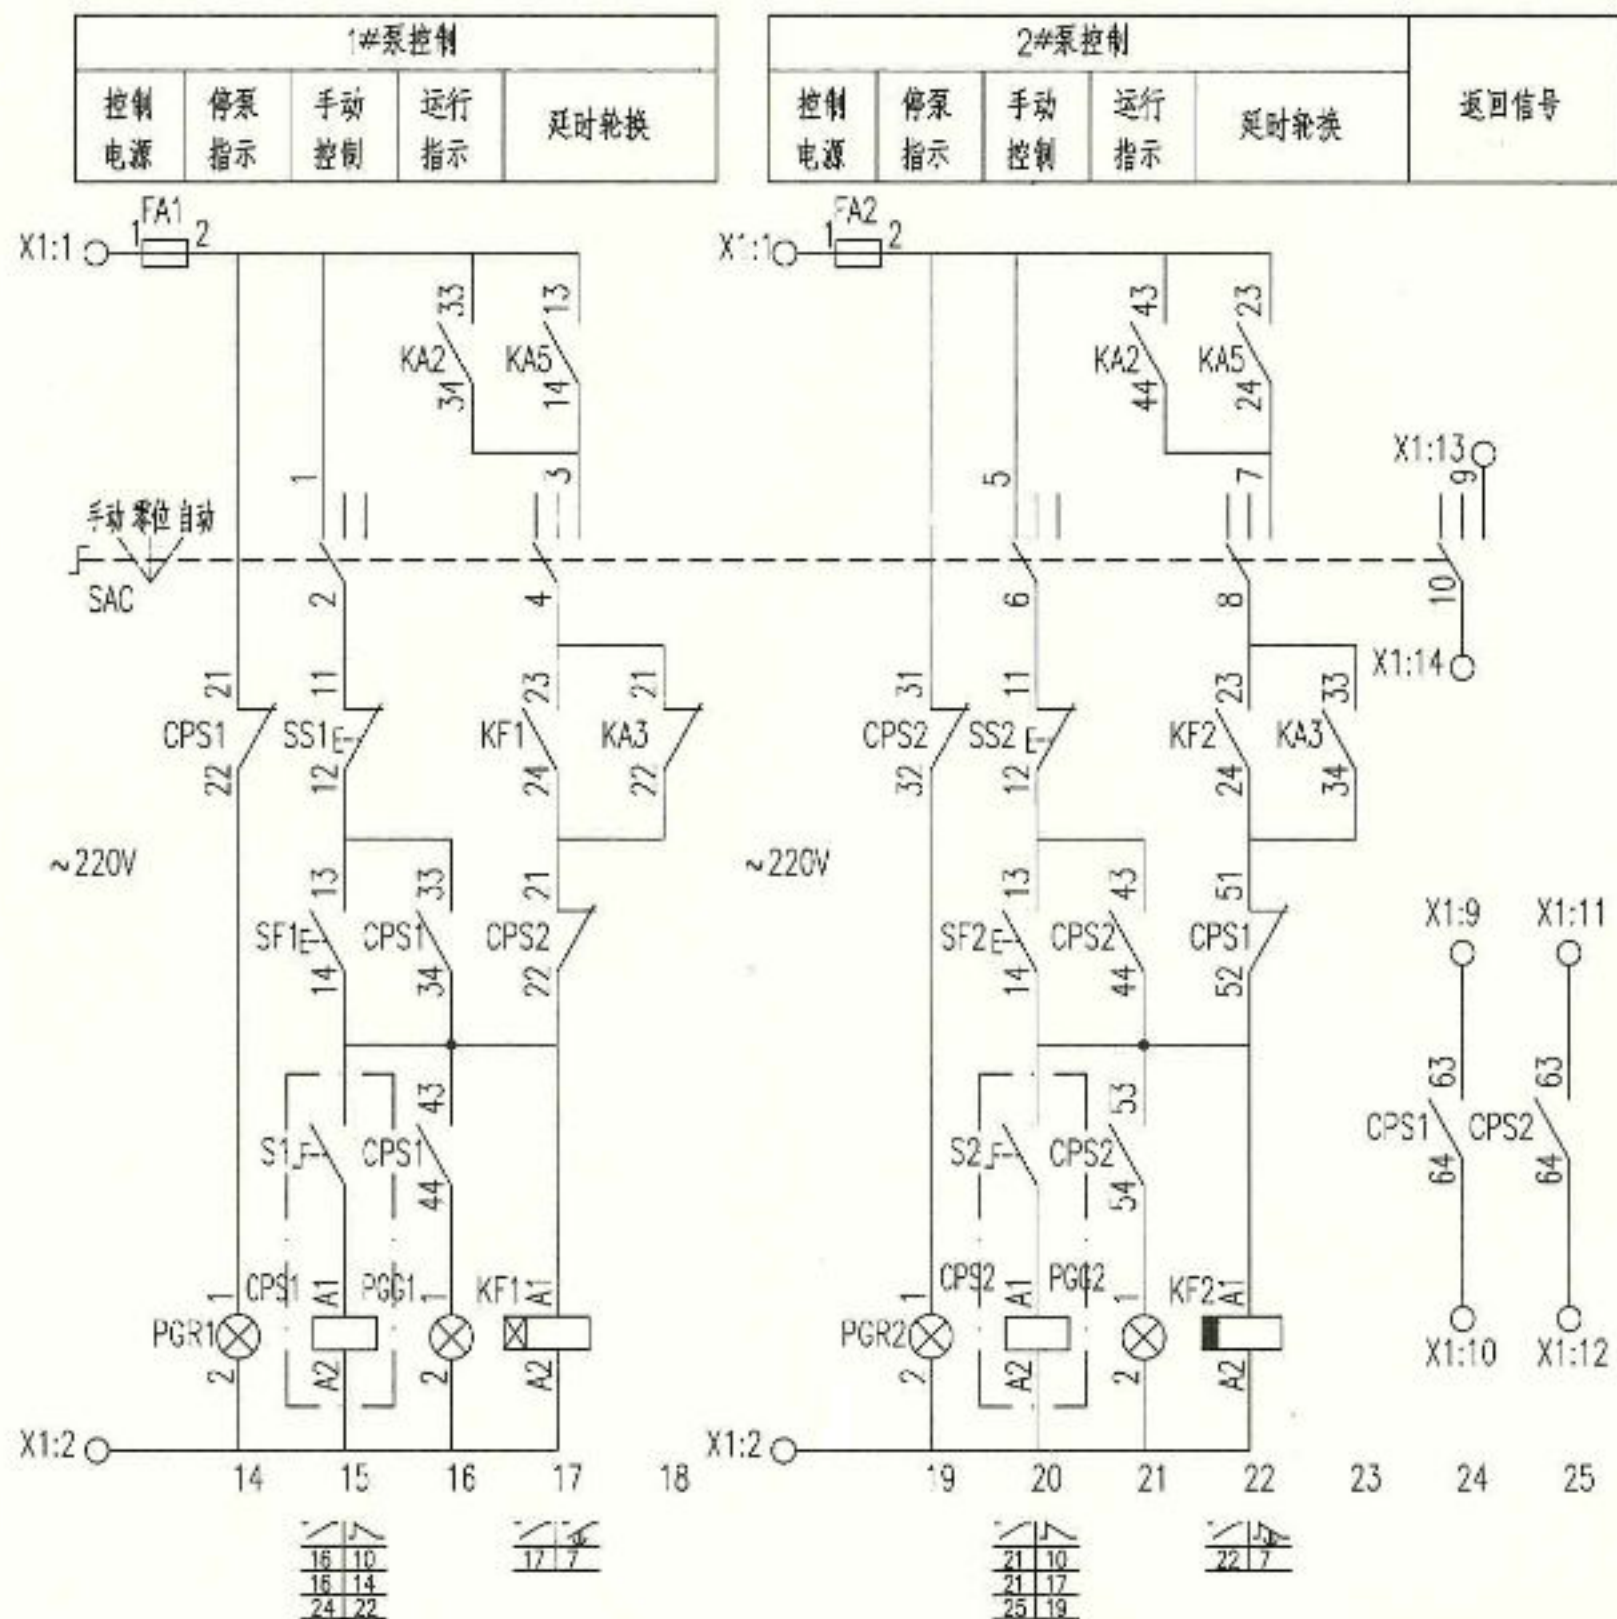 1#泵控制
2#泵控制
返回信号
控制
电源
停泵
指示
手动
控制
运行
指示
延时轮换
控制
电源
停泵
指示
手动
控制
运行
指示
延时轮换
FA1
1 2
X1:1
FA2
1 2
X1:1
33
KA2
34
13
KA5
14
43
KA2
44
23
KA5
24
1
3
5
7
X1:13
9
手动 零位 自动
SAC
2
4
6
8
10
X1:14
21
CPS1
22
11
SS1
12
23
KF1
24
21
KA3
22
31
CPS2
32
11
SS2
12
23
KF2
24
33
KA3
34
~220V
~220V
13
SF1
14
33
CPS1
34
21
CPS2
22
13
SF2
14
43
CPS2
44
51
CPS1
52
X1:9
X1:11
S1
43
CPS1
44
S2
53
CPS2
54
63
CPS1
64
63
CPS2
64
1
PGR1
2
CPS1
A1
A2
PGG1
1
2
KF1
A1
A2
1
PGR2
2
CPS2
A1
A2
PGG2
1
2
KF2
A1
A2
X1:10
X1:12
X1:2
X1:2
14 15 16 17 18 19 20 21 22 23 24 25
16 10
16 14
24 22
17 7
21 10
21 17
25 19
22 7